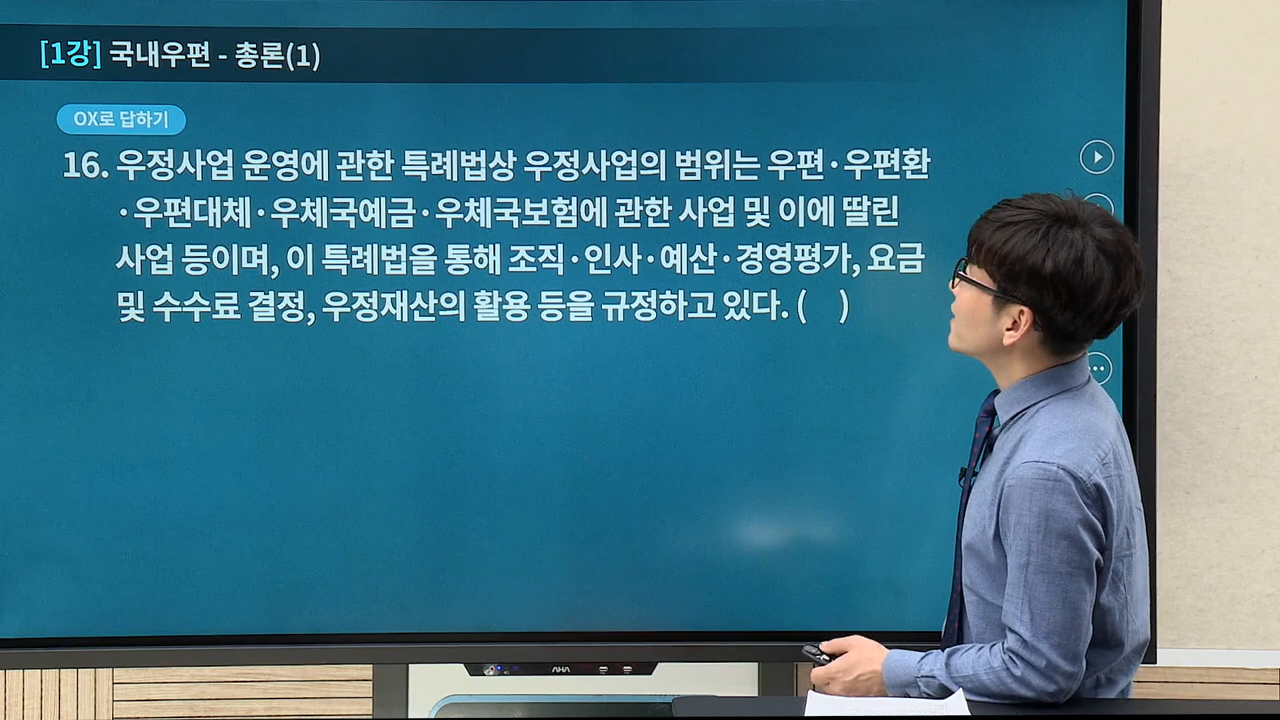 [1강] 국내우편 - 총론(1)
OX로 답하기
16. 우정사업 운영에 관한 특례법상 우정사업의 범위는 우편·우편환
·우편대체·우체국예금·우체국보험에 관한 사업 및 이에 딸린
사업 등이며, 이 특례법을 통해 조직·인사·예산·경영평가, 요금
및 수수료 결정, 우정재산의 활용 등을 규정하고 있다. ( )
AHA